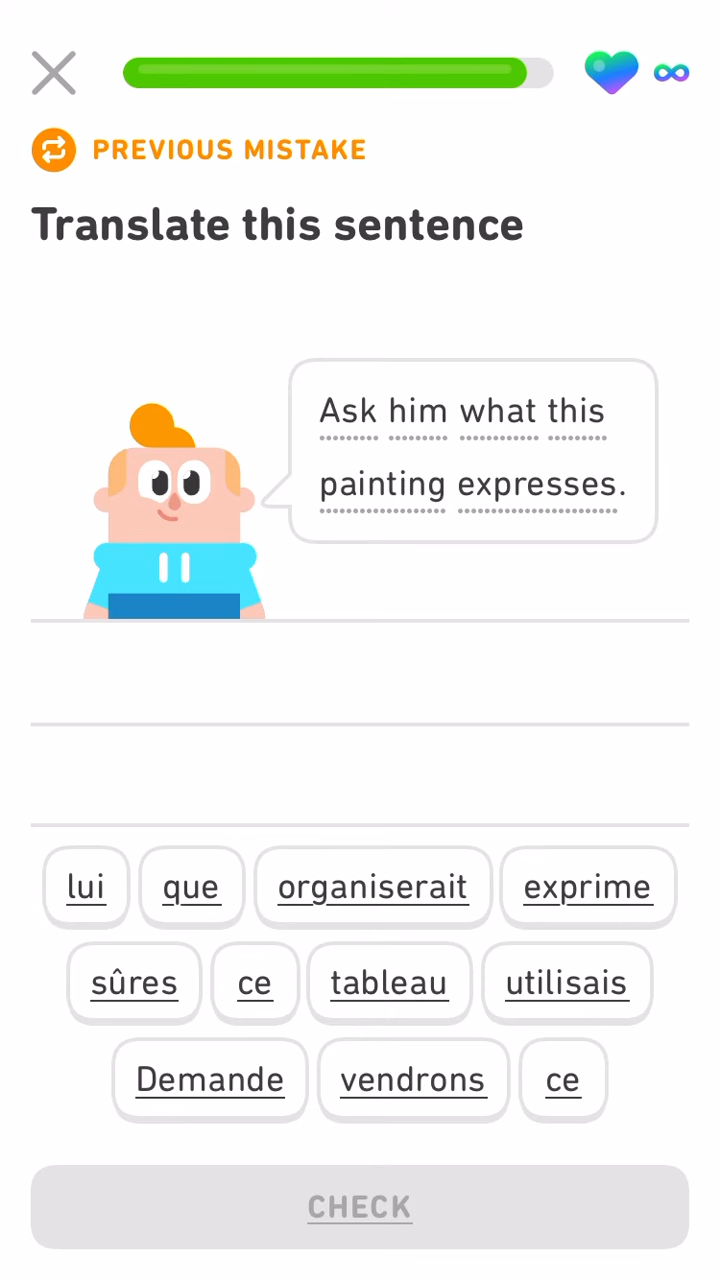 PREVIOUS MISTAKE
Translate this sentence
Ask him what this
painting expresses.
lui que organiserait exprime
sûres ce tableau utilisais
Demande vendrons ce
CHECK